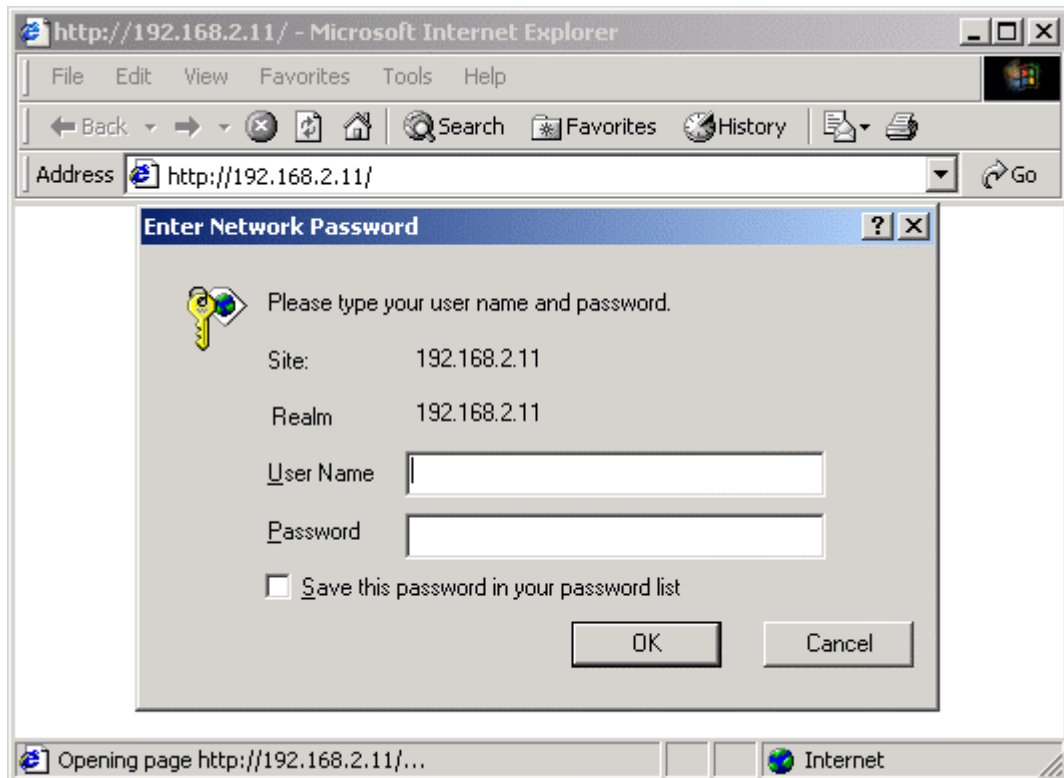 http://192.168.2.11/ - Microsoft Internet Explorer
File Edit View Favorites Tools Help
Back Search Favorites History
Address http://192.168.2.11/ Go
Enter Network Password
Please type your user name and password.
Site: 192.168.2.11
Realm 192.168.2.11
User Name
Password
Save this password in your password list
OK Cancel
Opening page http://192.168.2.11/... Internet